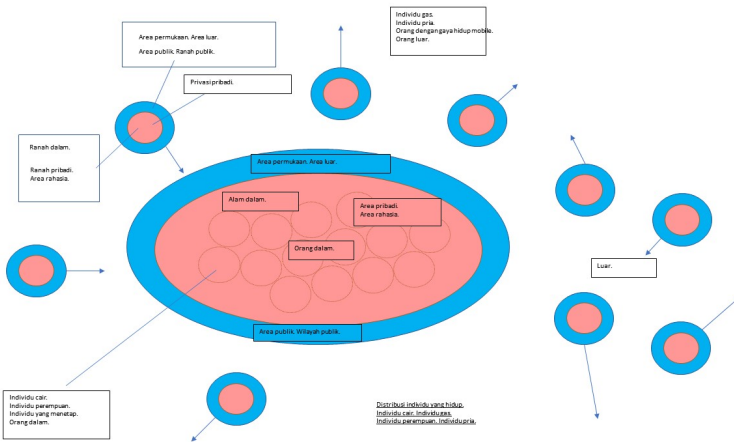 Area permukaan. Area luar.
Area publik. Ranah publik.
Individu gas.
Individu pria.
Orang dengan gaya hidup mobile.
Orang luar.
Privasi pribadi.
Ranah dalam.
Ranah pribadi.
Area rahasia.
Area permukaan. Area luar.
Alam dalam.
Area pribadi.
Area rahasia.
Orang dalam.
Luar.
Area publik. Wilayah publik.
Individu cair.
Individu perempuan.
Individu yang menetap.
Orang dalam.
Distribusi individu yang hidup.
Individu cair. Individu gas.
Individu perempuan. Individu pria.